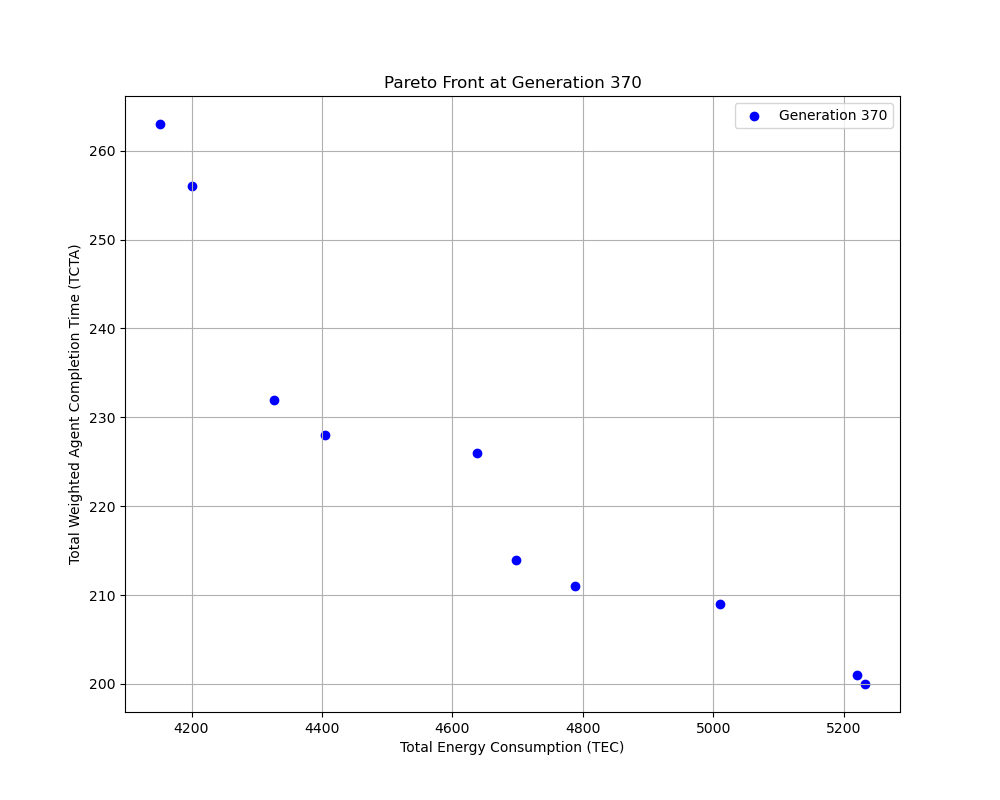 Pareto Front at Generation 370
Generation 370
260
250
240
230
220
210
200
Total Weighted Agent Completion Time (TCTA)
4200 4400 4600 4800 5000 5200
Total Energy Consumption (TEC)